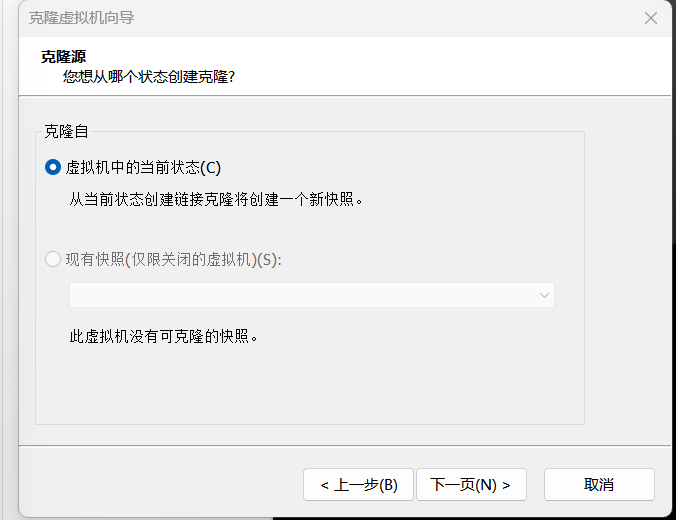 克隆虚拟机向导
克隆源
您想从哪个状态创建克隆?
克隆自
虚拟机中的当前状态(C)
从当前状态创建链接克隆将创建一个新快照。
现有快照(仅限关闭的虚拟机)(S):
此虚拟机没有可克隆的快照。
< 上一步(B) 下一页(N) > 取消